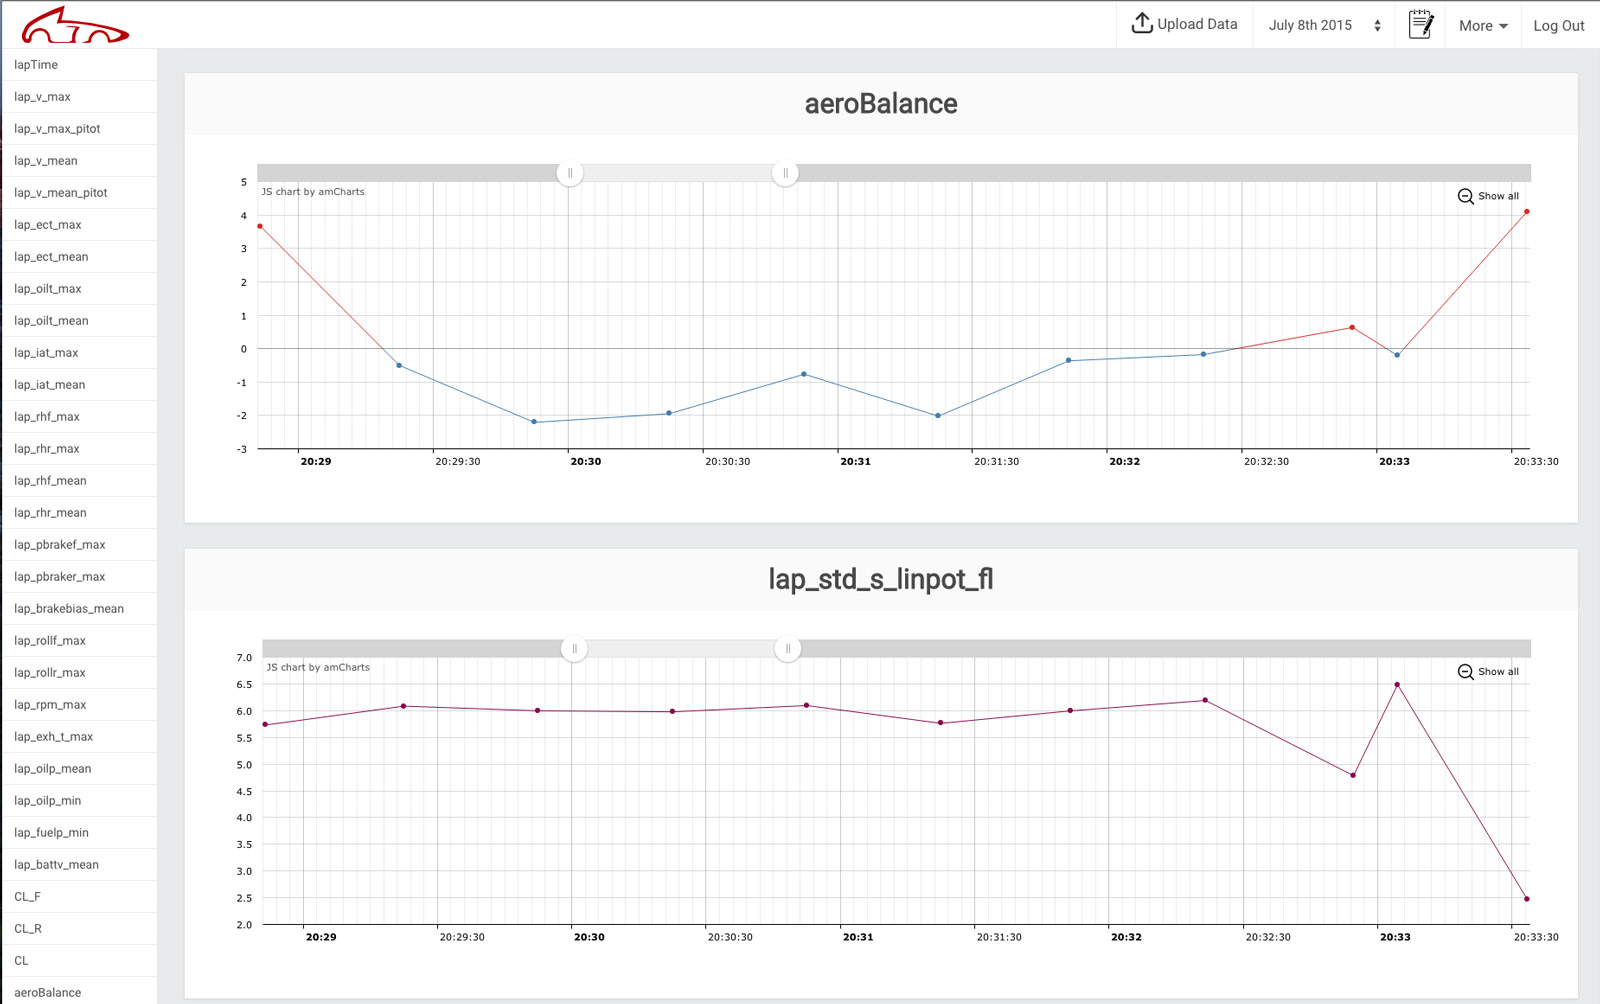 Upload Data
July 8th 2015
More
Log Out
lapTime
lap_v_max
lap_v_max_pitot
lap_v_mean
lap_v_mean_pitot
lap_ect_max
lap_ect_mean
lap_oilt_max
lap_oilt_mean
lap_iat_max
lap_iat_mean
lap_rhf_max
lap_rhr_max
lap_rhf_mean
lap_rhr_mean
lap_pbrakef_max
lap_pbraker_max
lap_brakebias_mean
lap_rollf_max
lap_rollr_max
lap_rpm_max
lap_exh_t_max
lap_oilp_mean
lap_oilp_min
lap_fuelp_min
lap_battv_mean
CL_F
CL_R
CL
aeroBalance
aeroBalance
JS chart by amCharts
Show all
5
4
3
2
1
0
-1
-2
-3
20:29 20:29:30 20:30 20:30:30 20:31 20:31:30 20:32 20:32:30 20:33 20:33:30
lap_std_s_linpot_fl
JS chart by amCharts
Show all
7.0
6.5
6.0
5.5
5.0
4.5
4.0
3.5
3.0
2.5
2.0
20:29 20:29:30 20:30 20:30:30 20:31 20:31:30 20:32 20:32:30 20:33 20:33:30